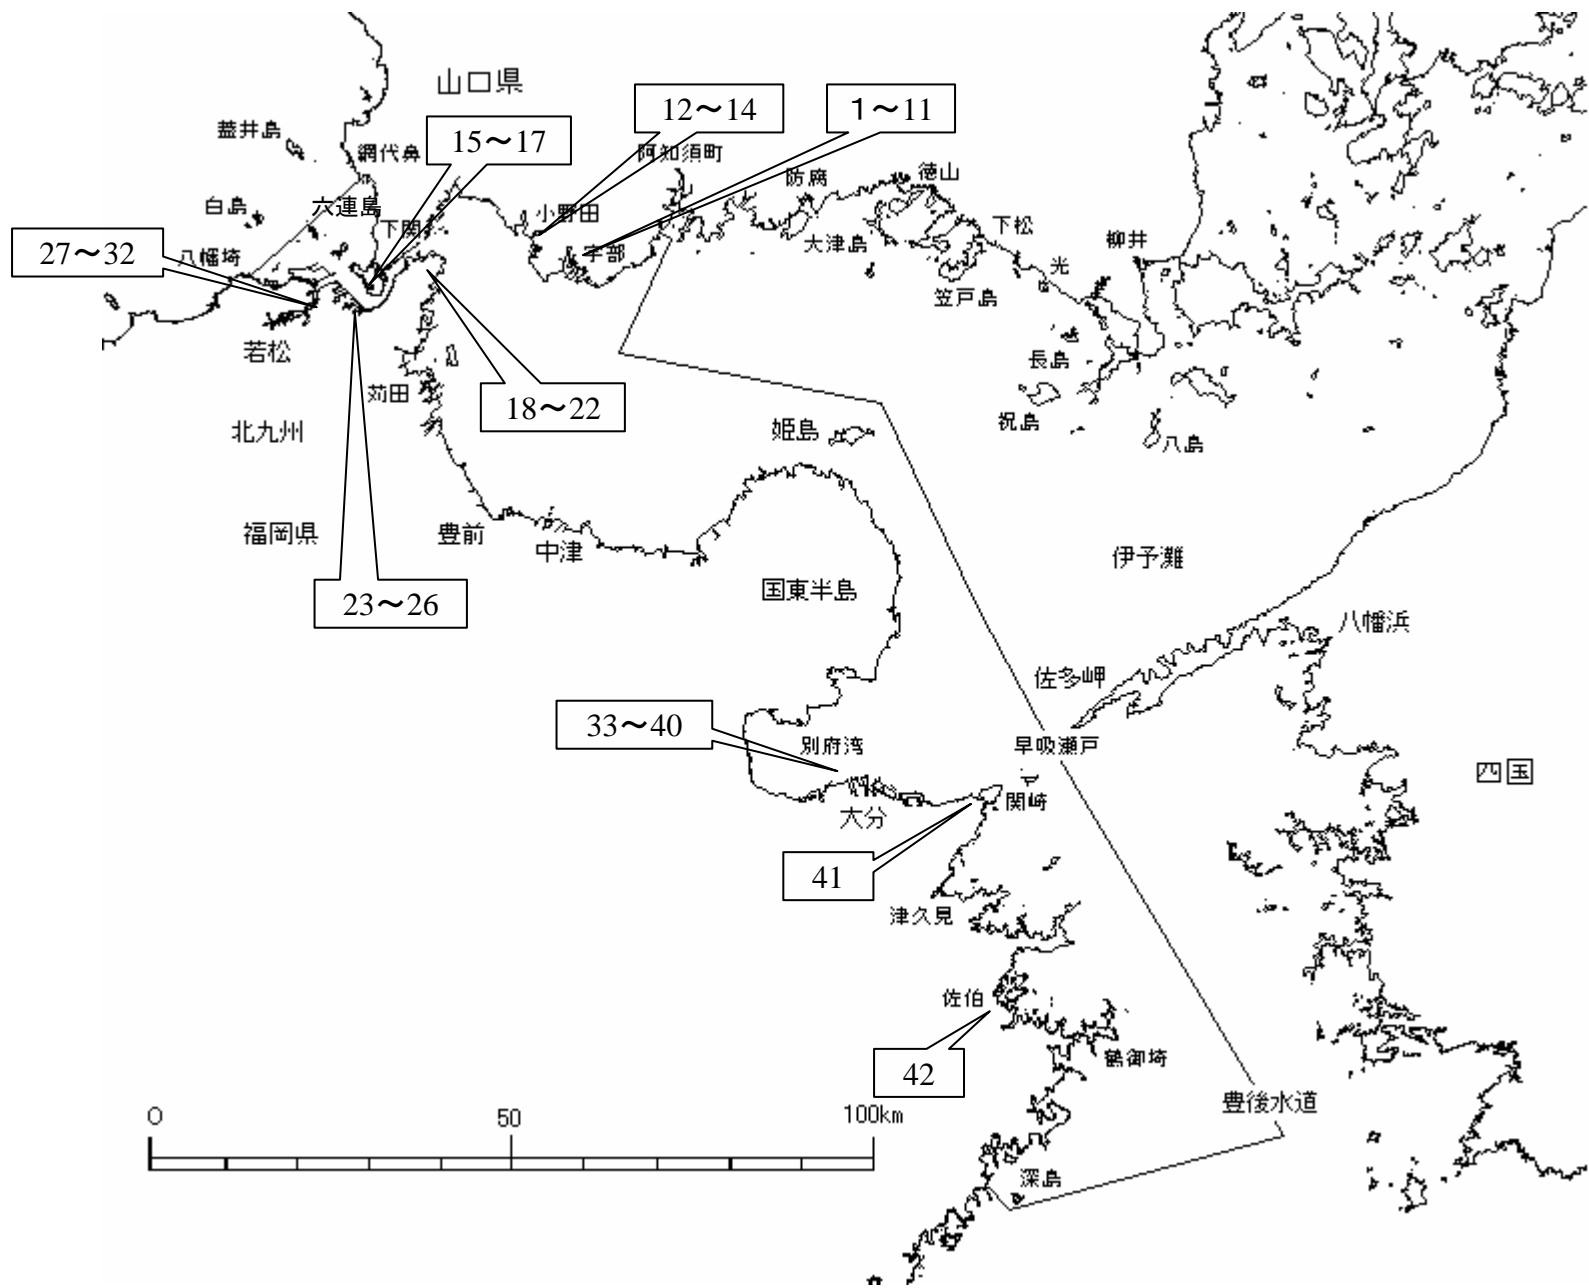 山口県
12～14
1～11
蓋井島
網代鼻
15～17
阿知須町
防府
徳山
白島
六連島
下関
小野田
宇部
大津島
下松
柳井
27～32
八幡埼
光
笠戸島
若松
長島
苅田
18～22
祝島
北九州
姫島
八島
福岡県
豊前
中津
伊予灘
国東半島
23～26
八幡浜
佐多岬
33～40
別府湾
早吸瀬戸
四国
関崎
大分
41
津久見
佐伯
鶴御埼
42
豊後水道
0
50
100km
深島